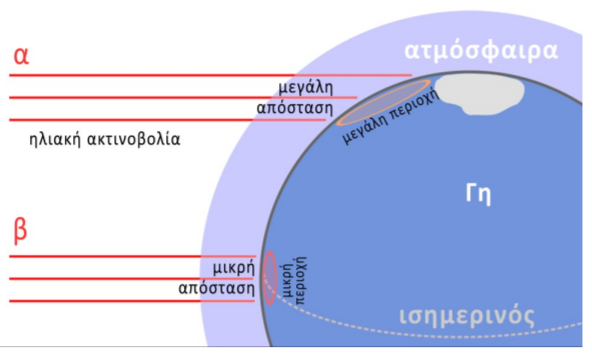 α
ατμόσφαιρα
μεγάλη
απόσταση
μεγάλη περιοχή
ηλιακή ακτινοβολία
Γη
β
μικρή
απόσταση
μικρή
περιοχή
ισημερινός